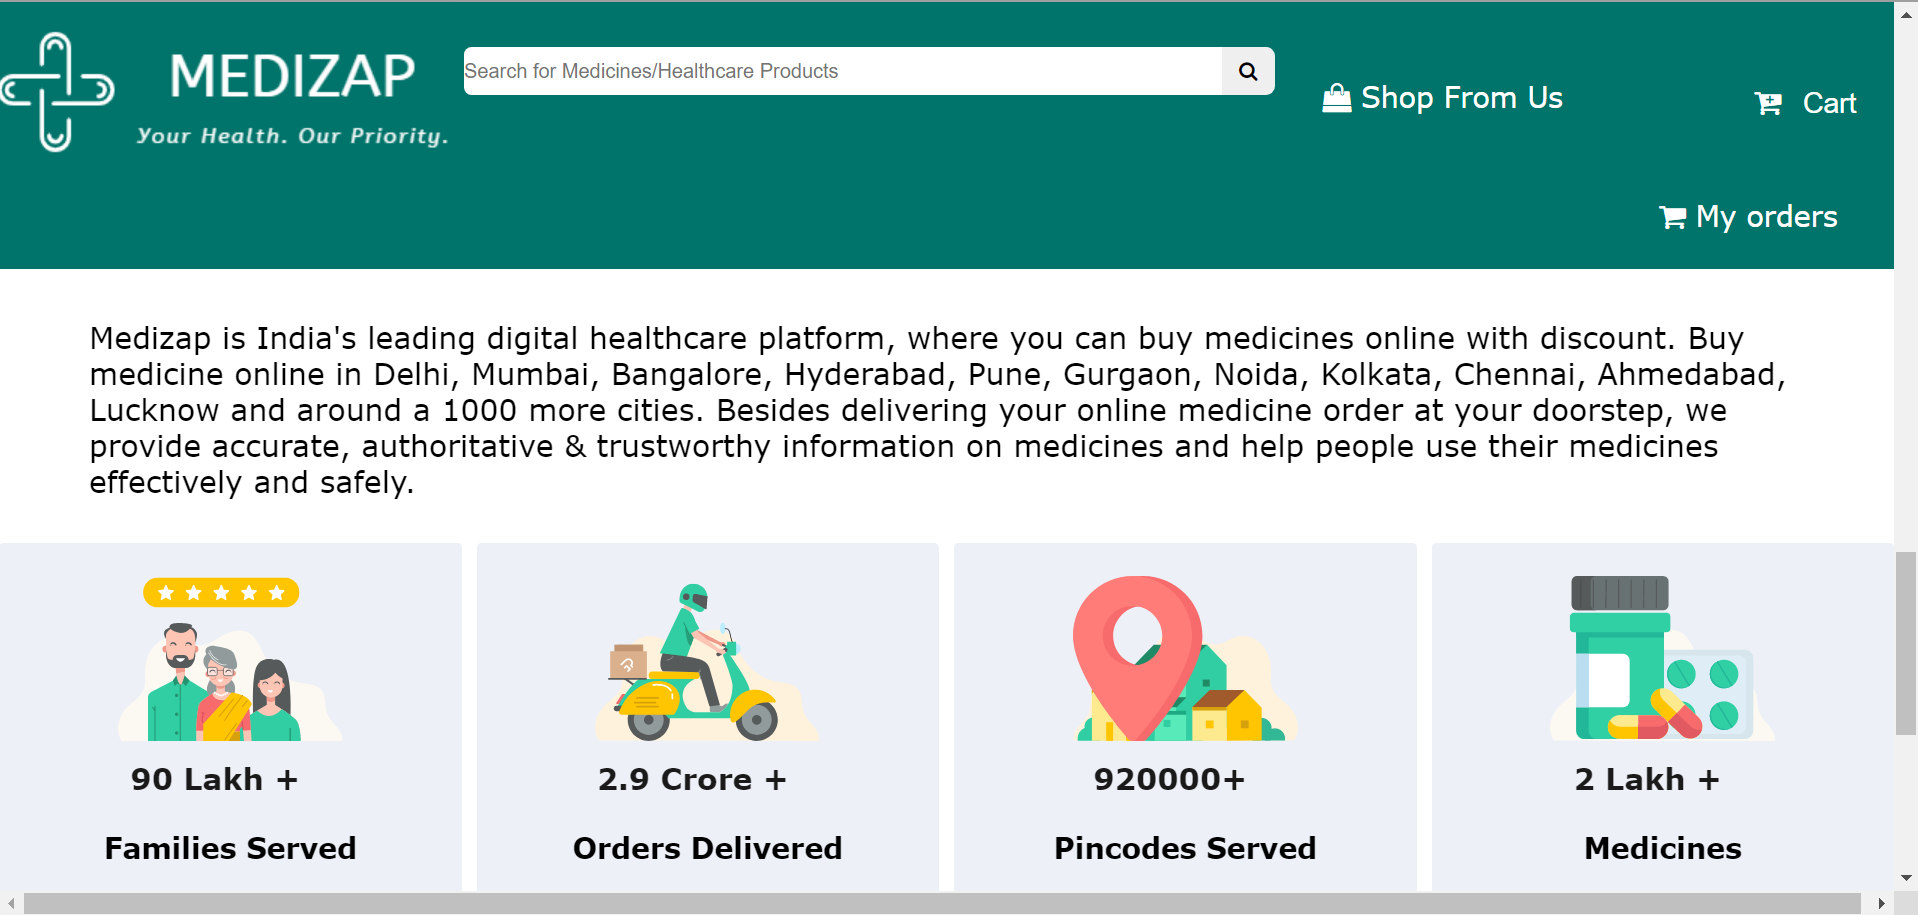 MEDIZAP
Your Health. Our Priority.
Search for Medicines/Healthcare Products
Shop From Us
Cart
My orders
Medizap is India's leading digital healthcare platform, where you can buy medicines online with discount. Buy
medicine online in Delhi, Mumbai, Bangalore, Hyderabad, Pune, Gurgaon, Noida, Kolkata, Chennai, Ahmedabad,
Lucknow and around a 1000 more cities. Besides delivering your online medicine order at your doorstep, we
provide accurate, authoritative & trustworthy information on medicines and help people use their medicines
effectively and safely.
90 Lakh +
Families Served
2.9 Crore +
Orders Delivered
920000+
Pincodes Served
2 Lakh +
Medicines